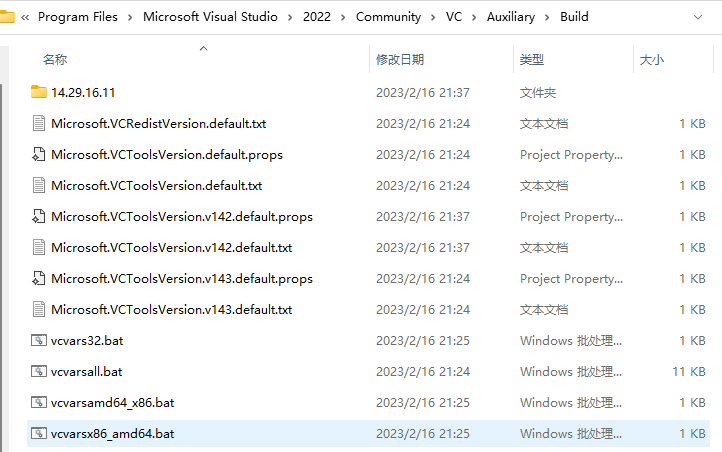 « Program Files > Microsoft Visual Studio > 2022 > Community > VC > Auxiliary > Build
名称 修改日期 类型 大小
14.29.16.11 2023/2/16 21:37 文件夹
Microsoft.VCRedistVersion.default.txt 2023/2/16 21:24 文本文档 1 KB
Microsoft.VCToolsVersion.default.props 2023/2/16 21:24 Project Property... 1 KB
Microsoft.VCToolsVersion.default.txt 2023/2/16 21:24 文本文档 1 KB
Microsoft.VCToolsVersion.v142.default.props 2023/2/16 21:37 Project Property... 1 KB
Microsoft.VCToolsVersion.v142.default.txt 2023/2/16 21:37 文本文档 1 KB
Microsoft.VCToolsVersion.v143.default.props 2023/2/16 21:24 Project Property... 1 KB
Microsoft.VCToolsVersion.v143.default.txt 2023/2/16 21:24 文本文档 1 KB
vcvars32.bat 2023/2/16 21:25 Windows 批处理... 1 KB
vcvarsall.bat 2023/2/16 21:24 Windows 批处理... 11 KB
vcvarsamd64_x86.bat 2023/2/16 21:25 Windows 批处理... 1 KB
vcvarsx86_amd64.bat 2023/2/16 21:25 Windows 批处理... 1 KB